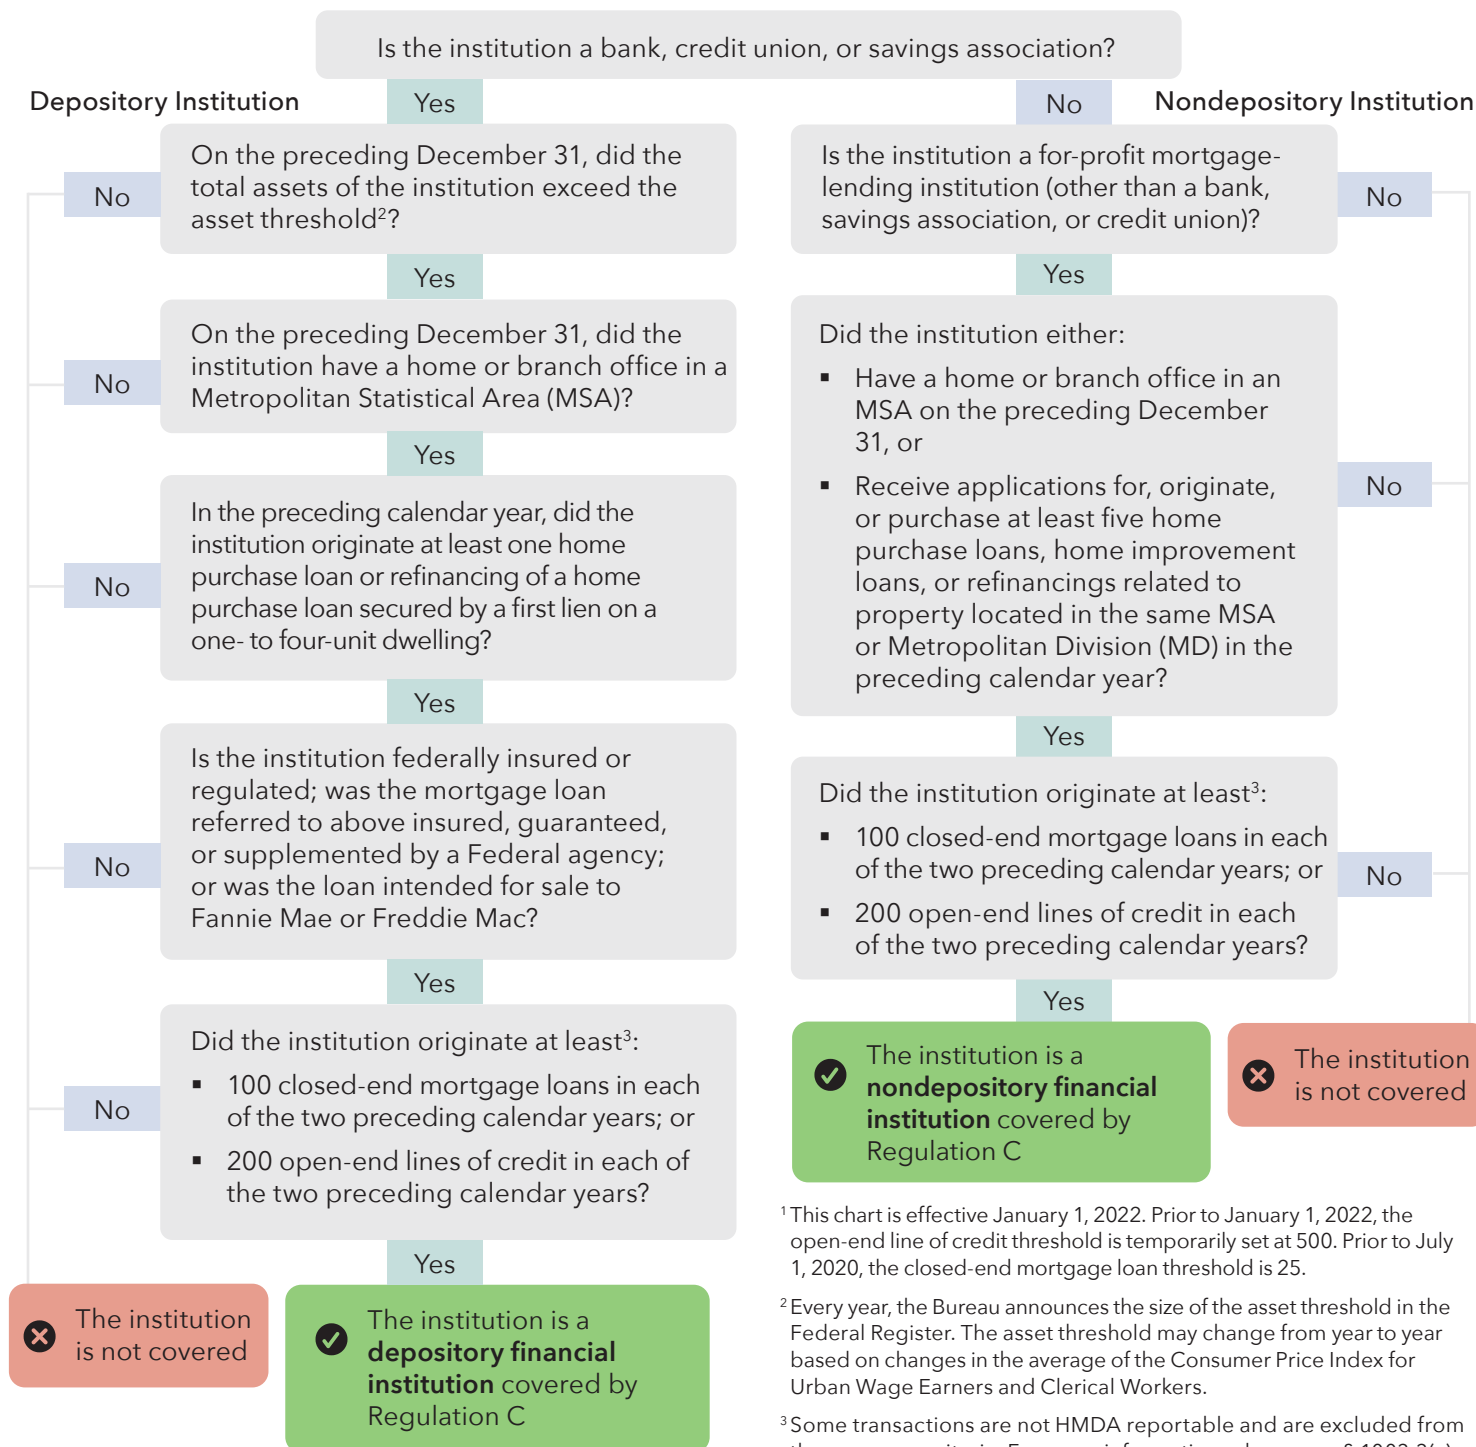 Is the institution a bank, credit union, or savings association?
Depository Institution
Yes
On the preceding December 31, did the
total assets of the institution exceed the
asset threshold²?
No
Yes
On the preceding December 31, did the
institution have a home or branch office in a
Metropolitan Statistical Area (MSA)?
No
Yes
In the preceding calendar year, did the
institution originate at least one home
purchase loan or refinancing of a home
purchase loan secured by a first lien on a
one- to four-unit dwelling?
No
Yes
Is the institution federally insured or
regulated; was the mortgage loan
referred to above insured, guaranteed,
or supplemented by a Federal agency;
or was the loan intended for sale to
Fannie Mae or Freddie Mac?
No
Yes
Did the institution originate at least³:
▪ 100 closed-end mortgage loans in each
of the two preceding calendar years; or
▪ 200 open-end lines of credit in each of
the two preceding calendar years?
No
Yes
The institution
is not covered
The institution is a
depository financial
institution covered by
Regulation C
No
Nondepository Institution
Is the institution a for-profit mortgage-
lending institution (other than a bank,
savings association, or credit union)?
No
Yes
Did the institution either:
▪ Have a home or branch office in an
MSA on the preceding December
31, or
▪ Receive applications for, originate,
or purchase at least five home
purchase loans, home improvement
loans, or refinancings related to
property located in the same MSA
or Metropolitan Division (MD) in the
preceding calendar year?
No
Yes
Did the institution originate at least³:
▪ 100 closed-end mortgage loans in each
of the two preceding calendar years; or
▪ 200 open-end lines of credit in each
of the two preceding calendar years?
No
Yes
The institution is a
nondepository financial
institution covered by
Regulation C
The institution
is not covered
¹ This chart is effective January 1, 2022. Prior to January 1, 2022, the
open-end line of credit threshold is temporarily set at 500. Prior to July
1, 2020, the closed-end mortgage loan threshold is 25.
² Every year, the Bureau announces the size of the asset threshold in the
Federal Register. The asset threshold may change from year to year
based on changes in the average of the Consumer Price Index for
Urban Wage Earners and Clerical Workers.
³ Some transactions are not HMDA reportable and are excluded from